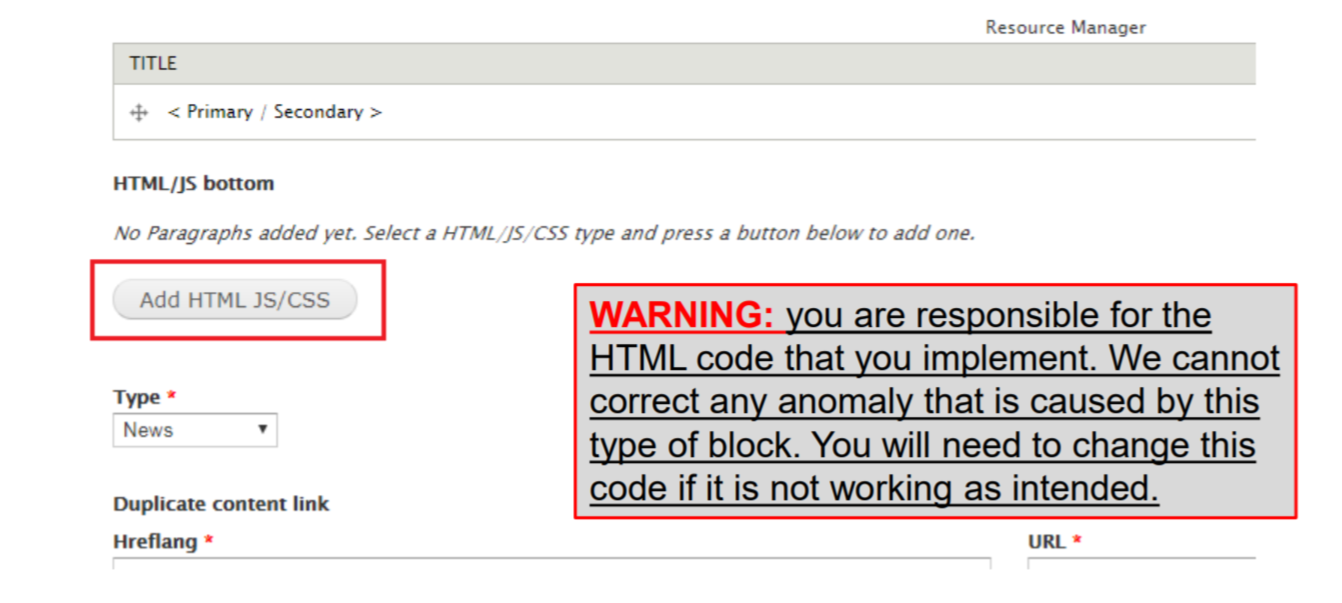 Resource Manager
TITLE
< Primary / Secondary >
HTML/JS bottom
No Paragraphs added yet. Select a HTML/JS/CSS type and press a button below to add one.
Add HTML JS/CSS
WARNING: you are responsible for the
HTML code that you implement. We cannot
correct any anomaly that is caused by this
type of block. You will need to change this
code if it is not working as intended.
Type *
News
Duplicate content link
Hreflang *
URL *